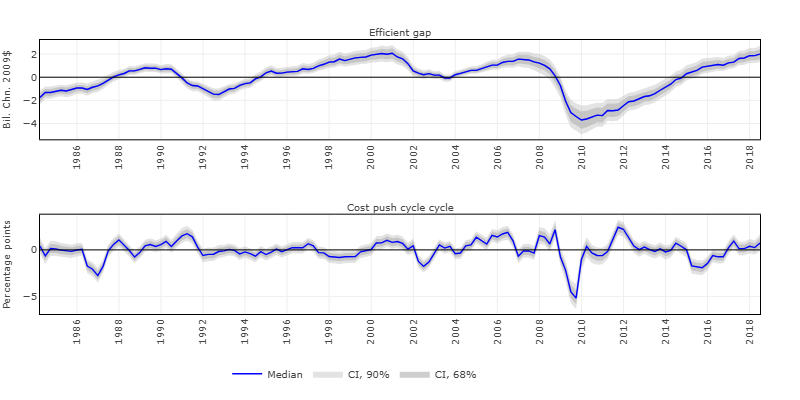 Efficient gap
Bil. Chn. 2009$
2
0
−2
−4
1986 1988 1990 1992 1994 1996 1998 2000 2002 2004 2006 2008 2010 2012 2014 2016 2018
Cost push cycle cycle
Percentage points
0
−5
1986 1988 1990 1992 1994 1996 1998 2000 2002 2004 2006 2008 2010 2012 2014 2016 2018
Median CI, 90% CI, 68%